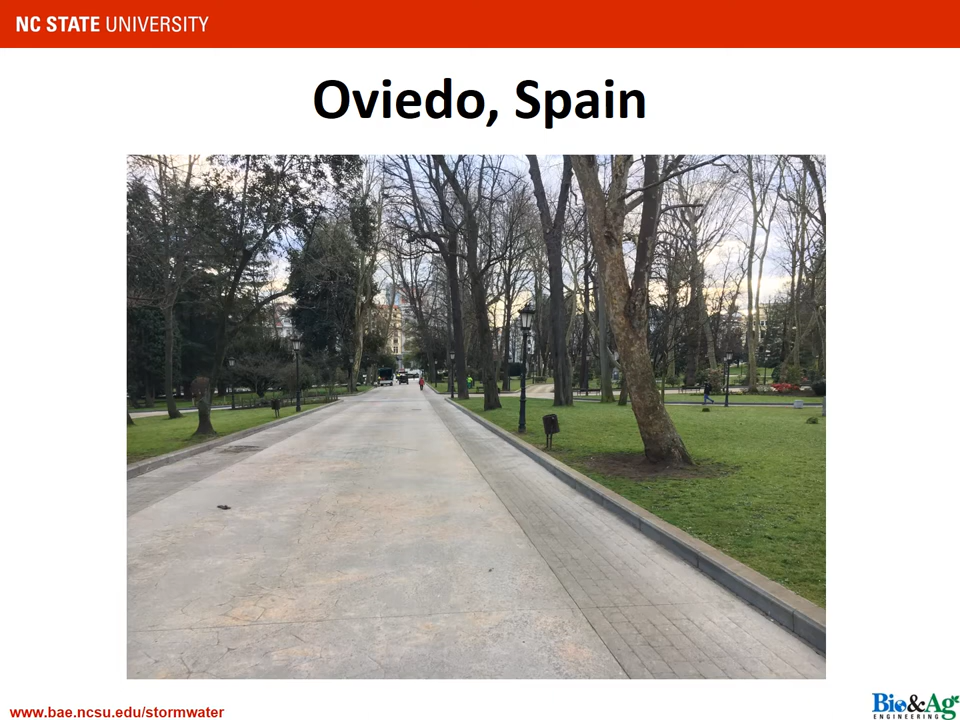 NC STATE UNIVERSITY
Oviedo, Spain
www.bae.ncsu.edu/stormwater
Bio&Ag
ENGINEERING